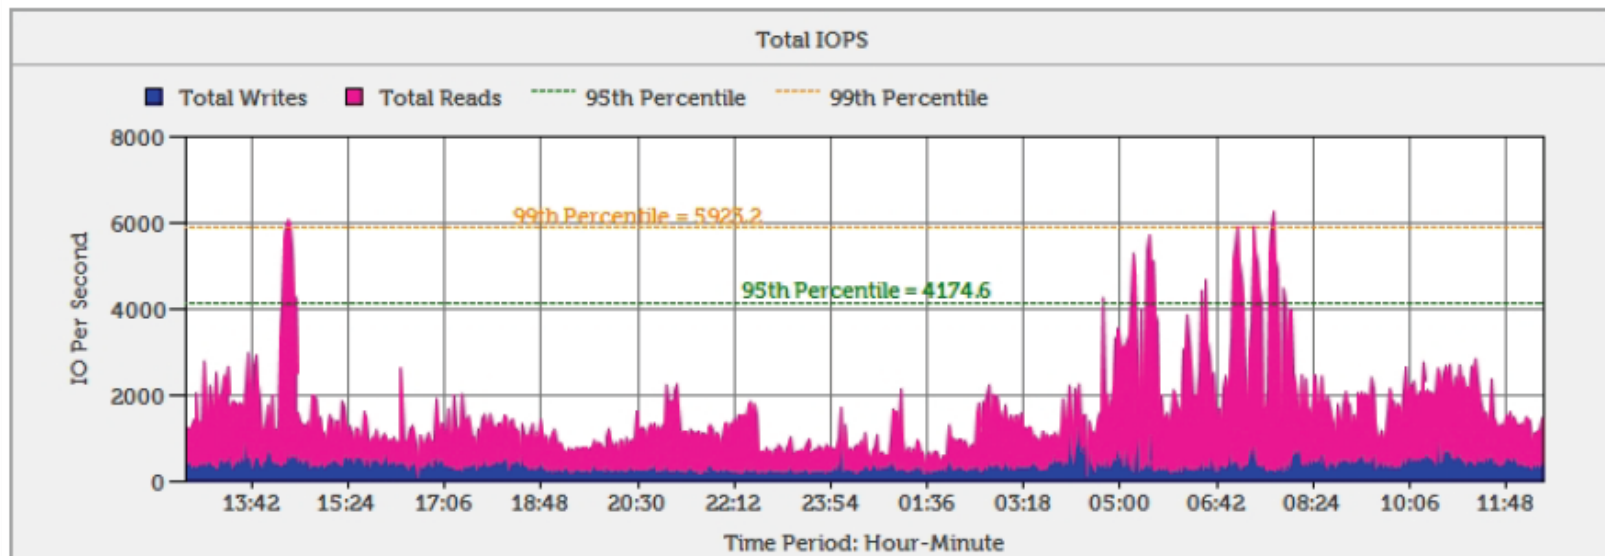 Total IOPS
Total Writes Total Reads 95th Percentile 99th Percentile
8000
6000
4000
2000
0
IO Per Second
99th Percentile = 5923.2
95th Percentile = 4174.6
13:42 15:24 17:06 18:48 20:30 22:12 23:54 01:36 03:18 05:00 06:42 08:24 10:06 11:48
Time Period: Hour-Minute